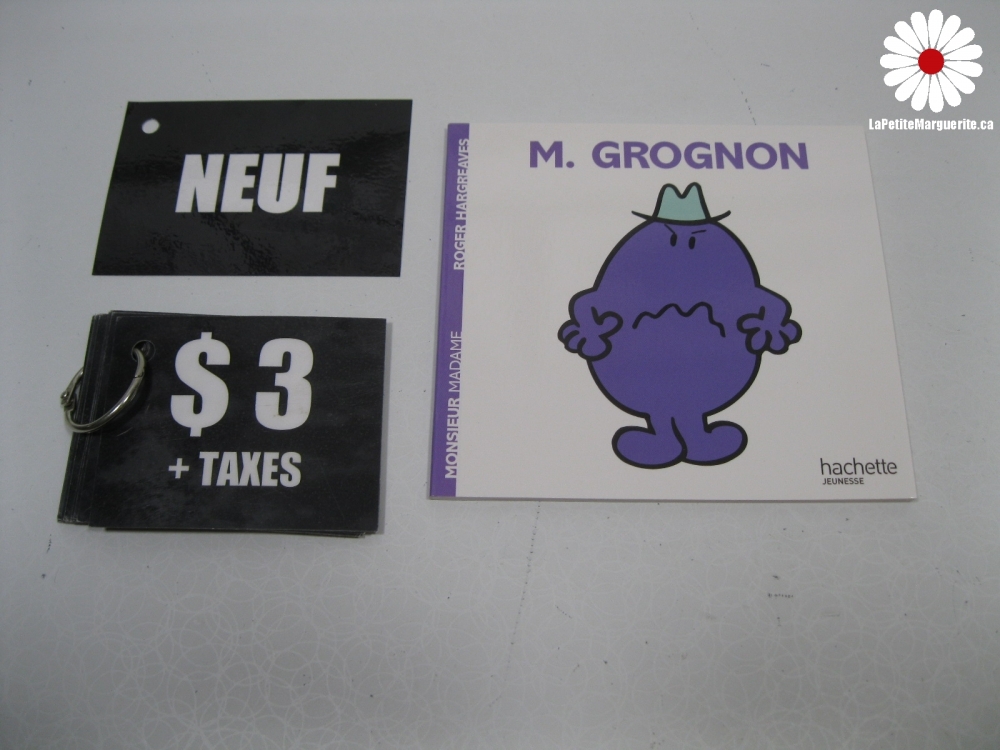 LaPetiteMarguerite.ca
NEUF
$ 3
+ TAXES
M. GROGNON
ROGER HARGREAVES
MONSIEUR MADAME
hachette
JEUNESSE